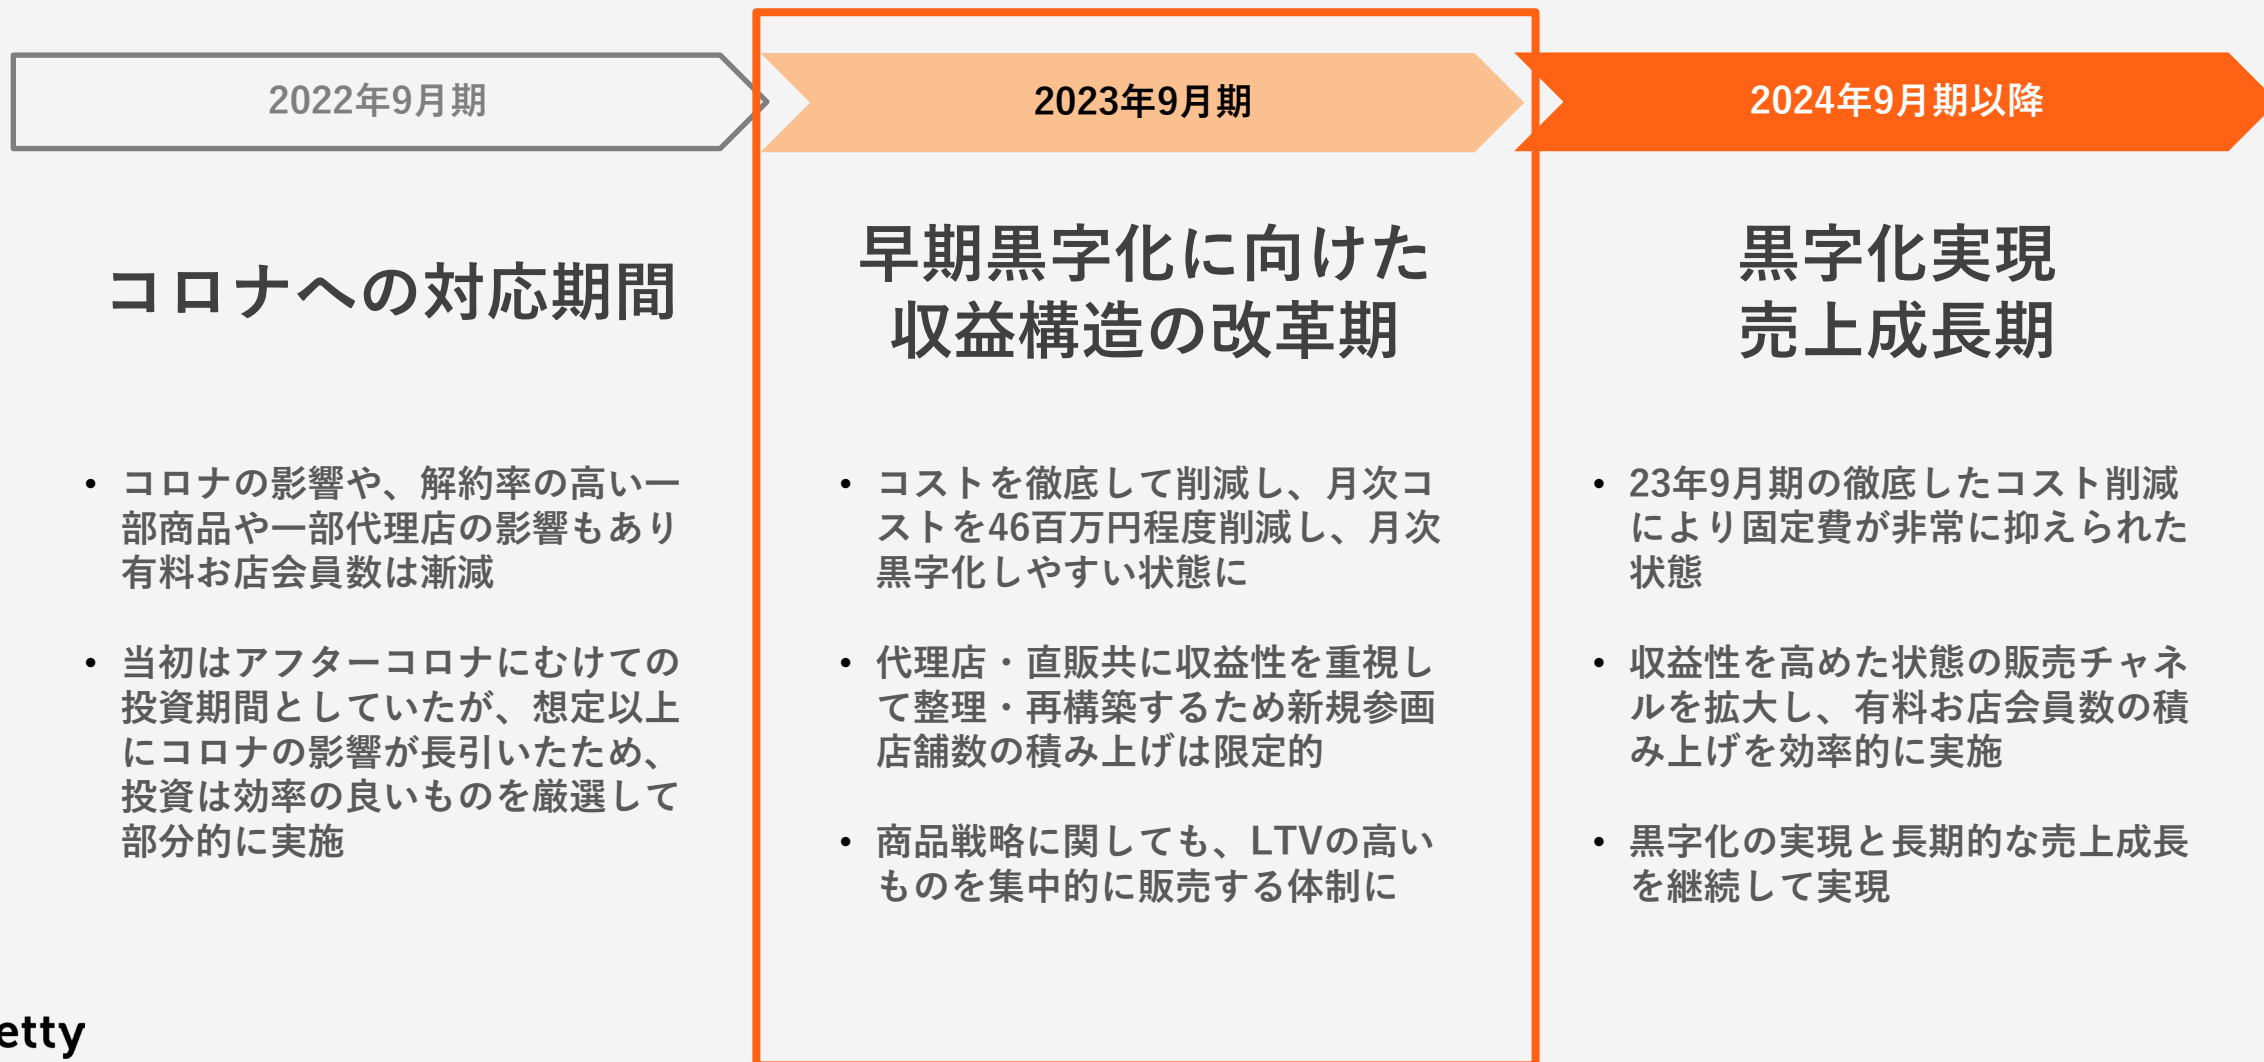 2022年9月期
コロナへの対応期間
• コロナの影響や、解約率の高い一
部商品や一部代理店の影響もあり
有料お店会員数は漸減
• 当初はアフターコロナにむけての
投資期間としていたが、想定以上
にコロナの影響が長引いたため、
投資は効率の良いものを厳選して
部分的に実施
2023年9月期
早期黒字化に向けた
収益構造の改革期
• コストを徹底して削減し、月次コ
ストを46百万円程度削減し、月次
黒字化しやすい状態に
• 代理店・直販共に収益性を重視し
て整理・再構築するため新規参画
店舗数の積み上げは限定的
• 商品戦略に関しても、LTVの高い
ものを集中的に販売する体制に
2024年9月期以降
黒字化実現
売上成長期
• 23年9月期の徹底したコスト削減
により固定費が非常に抑えられた
状態
• 収益性を高めた状態の販売チャネ
ルを拡大し、有料お店会員数の積
み上げを効率的に実施
• 黒字化の実現と長期的な売上成長
を継続して実現
etty